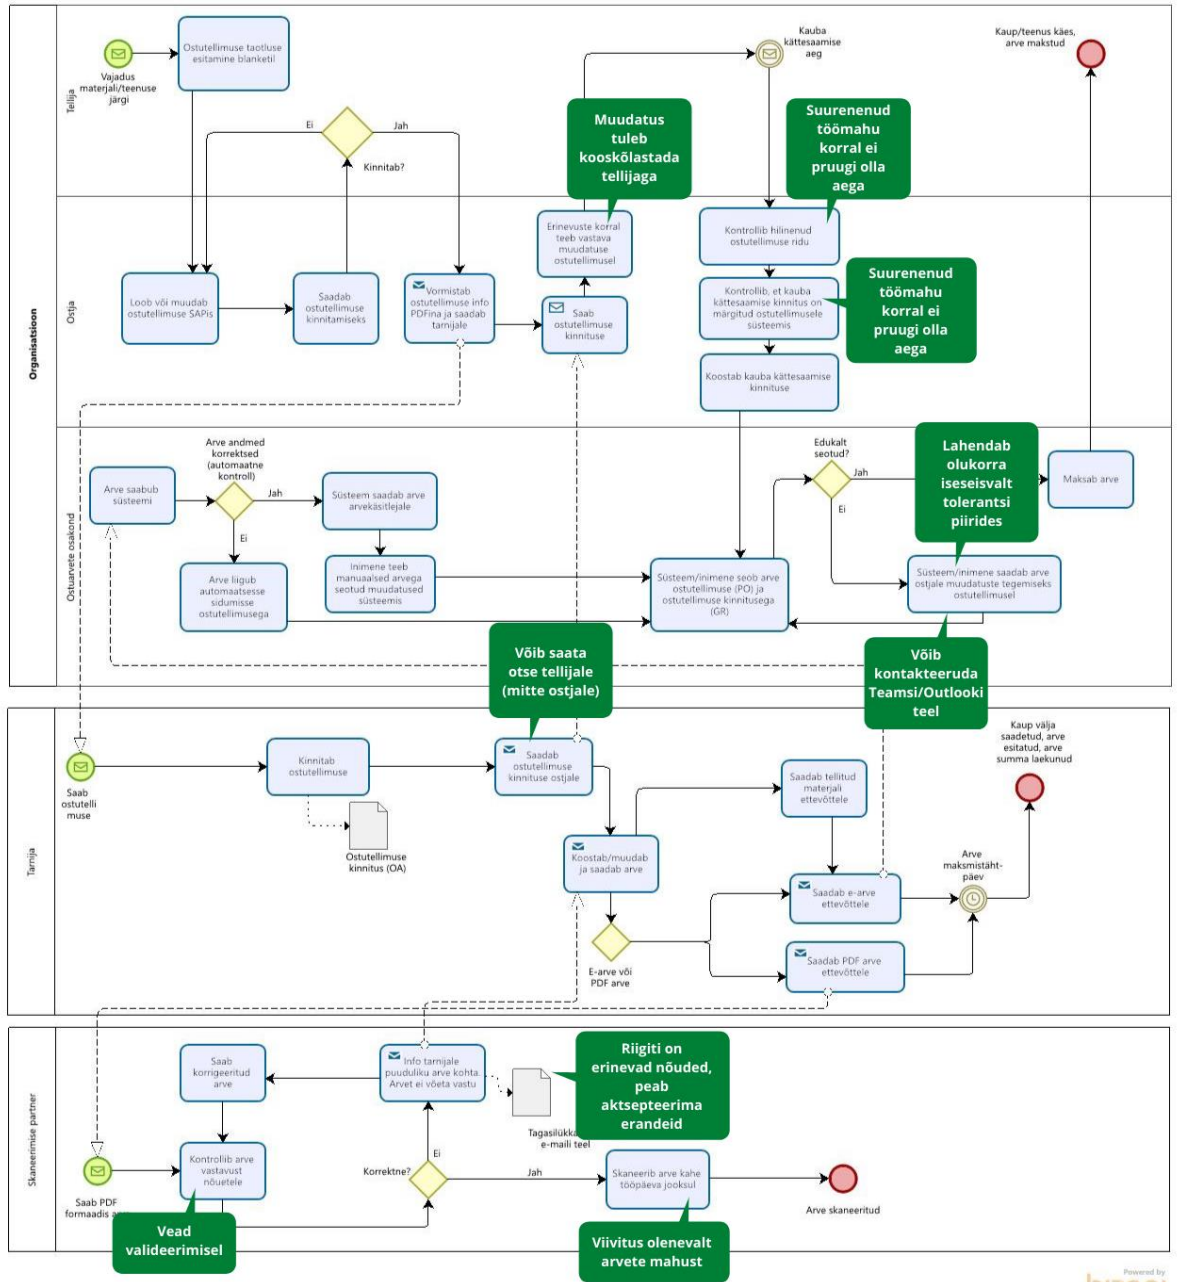 Organisatsioon
Tellija
Vajadus
materjali/teenuse
järgi
Ostutellimuse taotluse
esitamine blanketil
Ei
Jah
Kinnitab?
Kauba
kättesaamise
aeg
Kaup/teenus käes,
arve makstud
Muudatus
tuleb
kooskõlastada
tellijaga
Suurenenud
töömahu
korral ei
pruugi olla
aega
Ostja
Loob või muudab
ostutellimuse SAPis
Saadab
ostutellimuse
kinnitamiseks
Vormistab
ostutellimuse info
PDFina ja saadab
tarnijale
Erinevuste korral
teeb vastava
muudatuse
ostutellimusel
Saab
ostutellimuse
kinnituse
Kontrollib hilinenud
ostutellimuse ridu
Kontrollib, et kauba
kättesaamise kinnitus on
märgitud ostutellimusele
süsteemis
Suurenenud
töömahu
korral ei
pruugi olla
aega
Koostab kauba kättesaamise
kinnituse
Ostuarvete osakond
Arve saabub
süsteemi
Arve andmed
korrektsed
(automaatne
kontroll)
Jah
Ei
Süsteem saadab arve
arvekäsitlejale
Inimene teeb
manuaalsed arvega
seotud muudatused
süsteemis
Arve liigub
automaatsesse
sidumisse
ostutellimusega
Süsteem/inimene seob arve
ostutellimuse (PO) ja
ostutellimuse kinnitusega
(GR)
Edukalt
seotud?
Jah
Ei
Lahendab
olukorra
iseseisvalt
tolerantsi
piirides
Maksab arve
Süsteem/inimene saadab arve
ostjale muudatuste tegemiseks
ostutellimusel
Võib saata
otse tellijale
(mitte ostjale)
Võib
kontakteeruda
Teamsi/Outlooki
teel
Tarnija
Saab
ostutelli
muse
Kinnitab
ostutellimuse
Ostutellimuse
kinnitus (OA)
Saadab
ostutellimuse
kinnituse ostjale
Koostab/muudab
ja saadab arve
E-arve või
PDF arve
Saadab tellitud
materjali
ettevõttele
Saadab e-arve
ettevõttele
Saadab PDF arve
ettevõttele
Arve
maksmistäht-
päev
Kaup välja
saadetud, arve
esitatud, arve
summa laekunud
Skaneerimise partner
Saab PDF
formaadis
Saab
korrigeeritud
arve
Kontrollib arve
vastavust
nõuetele
Vead
valideerimisel
Info tarnijale
puuduliku arve kohta.
Arvet ei võeta vastu
e-maili teel
Riigiti on
erinevad nõuded,
peab
aktsepteerima
erandeid
Korrektne?
Ei
Jah
Skaneerib arve kahe
tööpäeva jooksul
Viivitus olenevalt
arvete mahust
Arve skaneeritud
Powered by